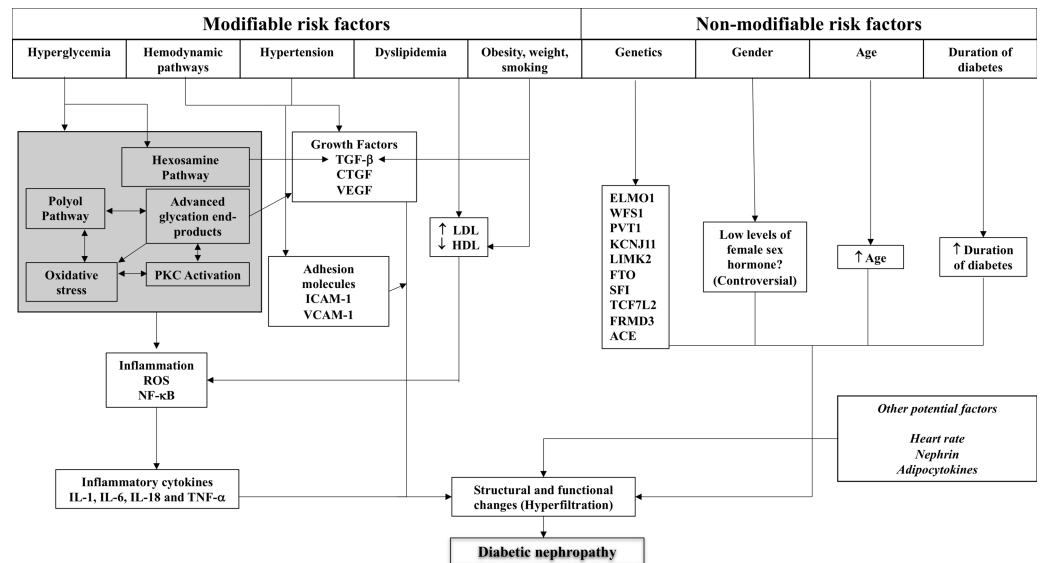 Modifiable risk factors
Non-modifiable risk factors
Hyperglycemia
Hemodynamic
pathways
Hypertension
Dyslipidemia
Obesity, weight,
smoking
Genetics
Gender
Age
Duration of
diabetes
Hexosamine
Pathway
Polyol
Pathway
Advanced
glycation end-
products
Oxidative
stress
PKC Activation
Growth Factors
TGF-β
CTGF
VEGF
↑ LDL
↓ HDL
Adhesion
molecules
ICAM-1
VCAM-1
ELMO1
WFS1
PVT1
KCNJ11
LIMK2
FTO
SFI
TCF7L2
FRMD3
ACE
Low levels of
female sex
hormone?
(Controversial)
↑ Age
↑ Duration
of diabetes
Inflammation
ROS
NF-κB
Other potential factors
Heart rate
Nephrin
Adipocytokines
Inflammatory cytokines
IL-1, IL-6, IL-18 and TNF-α
Structural and functional
changes (Hyperfiltration)
Diabetic nephropathy